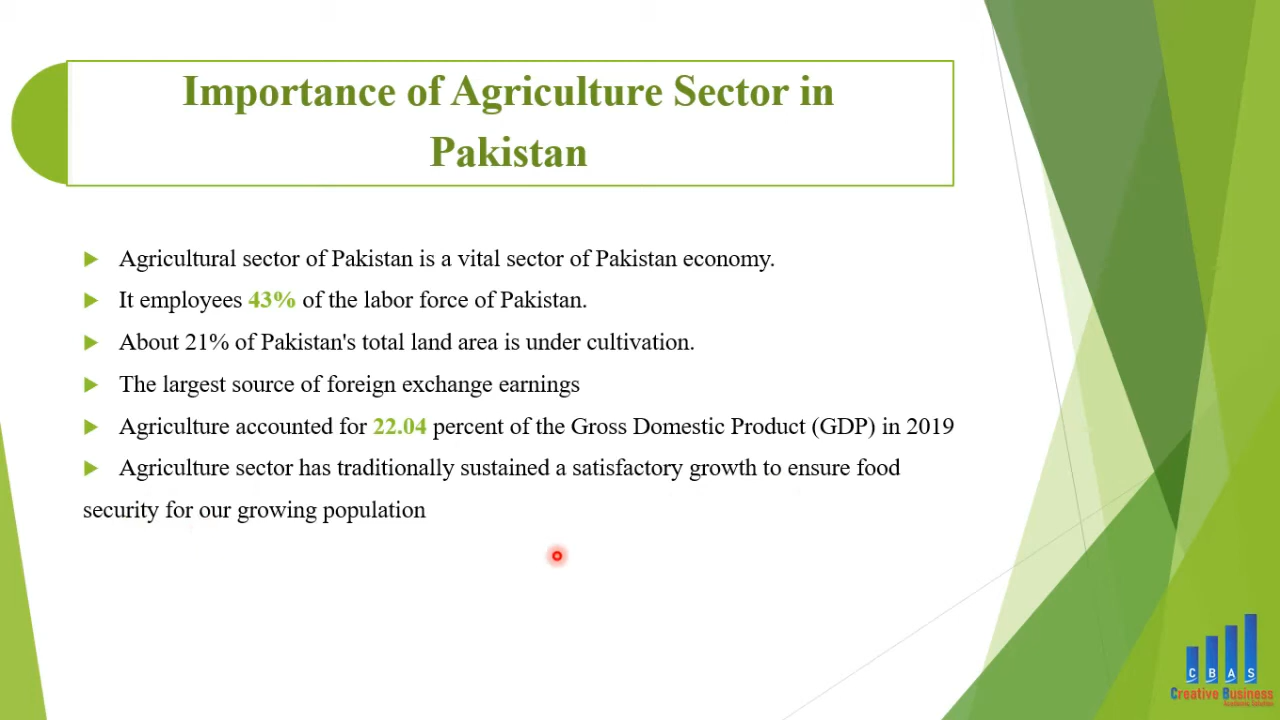 Importance of Agriculture Sector in
Pakistan
Agricultural sector of Pakistan is a vital sector of Pakistan economy.
It employees 43% of the labor force of Pakistan.
About 21% of Pakistan's total land area is under cultivation.
The largest source of foreign exchange earnings
Agriculture accounted for 22.04 percent of the Gross Domestic Product (GDP) in 2019
Agriculture sector has traditionally sustained a satisfactory growth to ensure food
security for our growing population
C B A S
Creative Business
Academic Solution